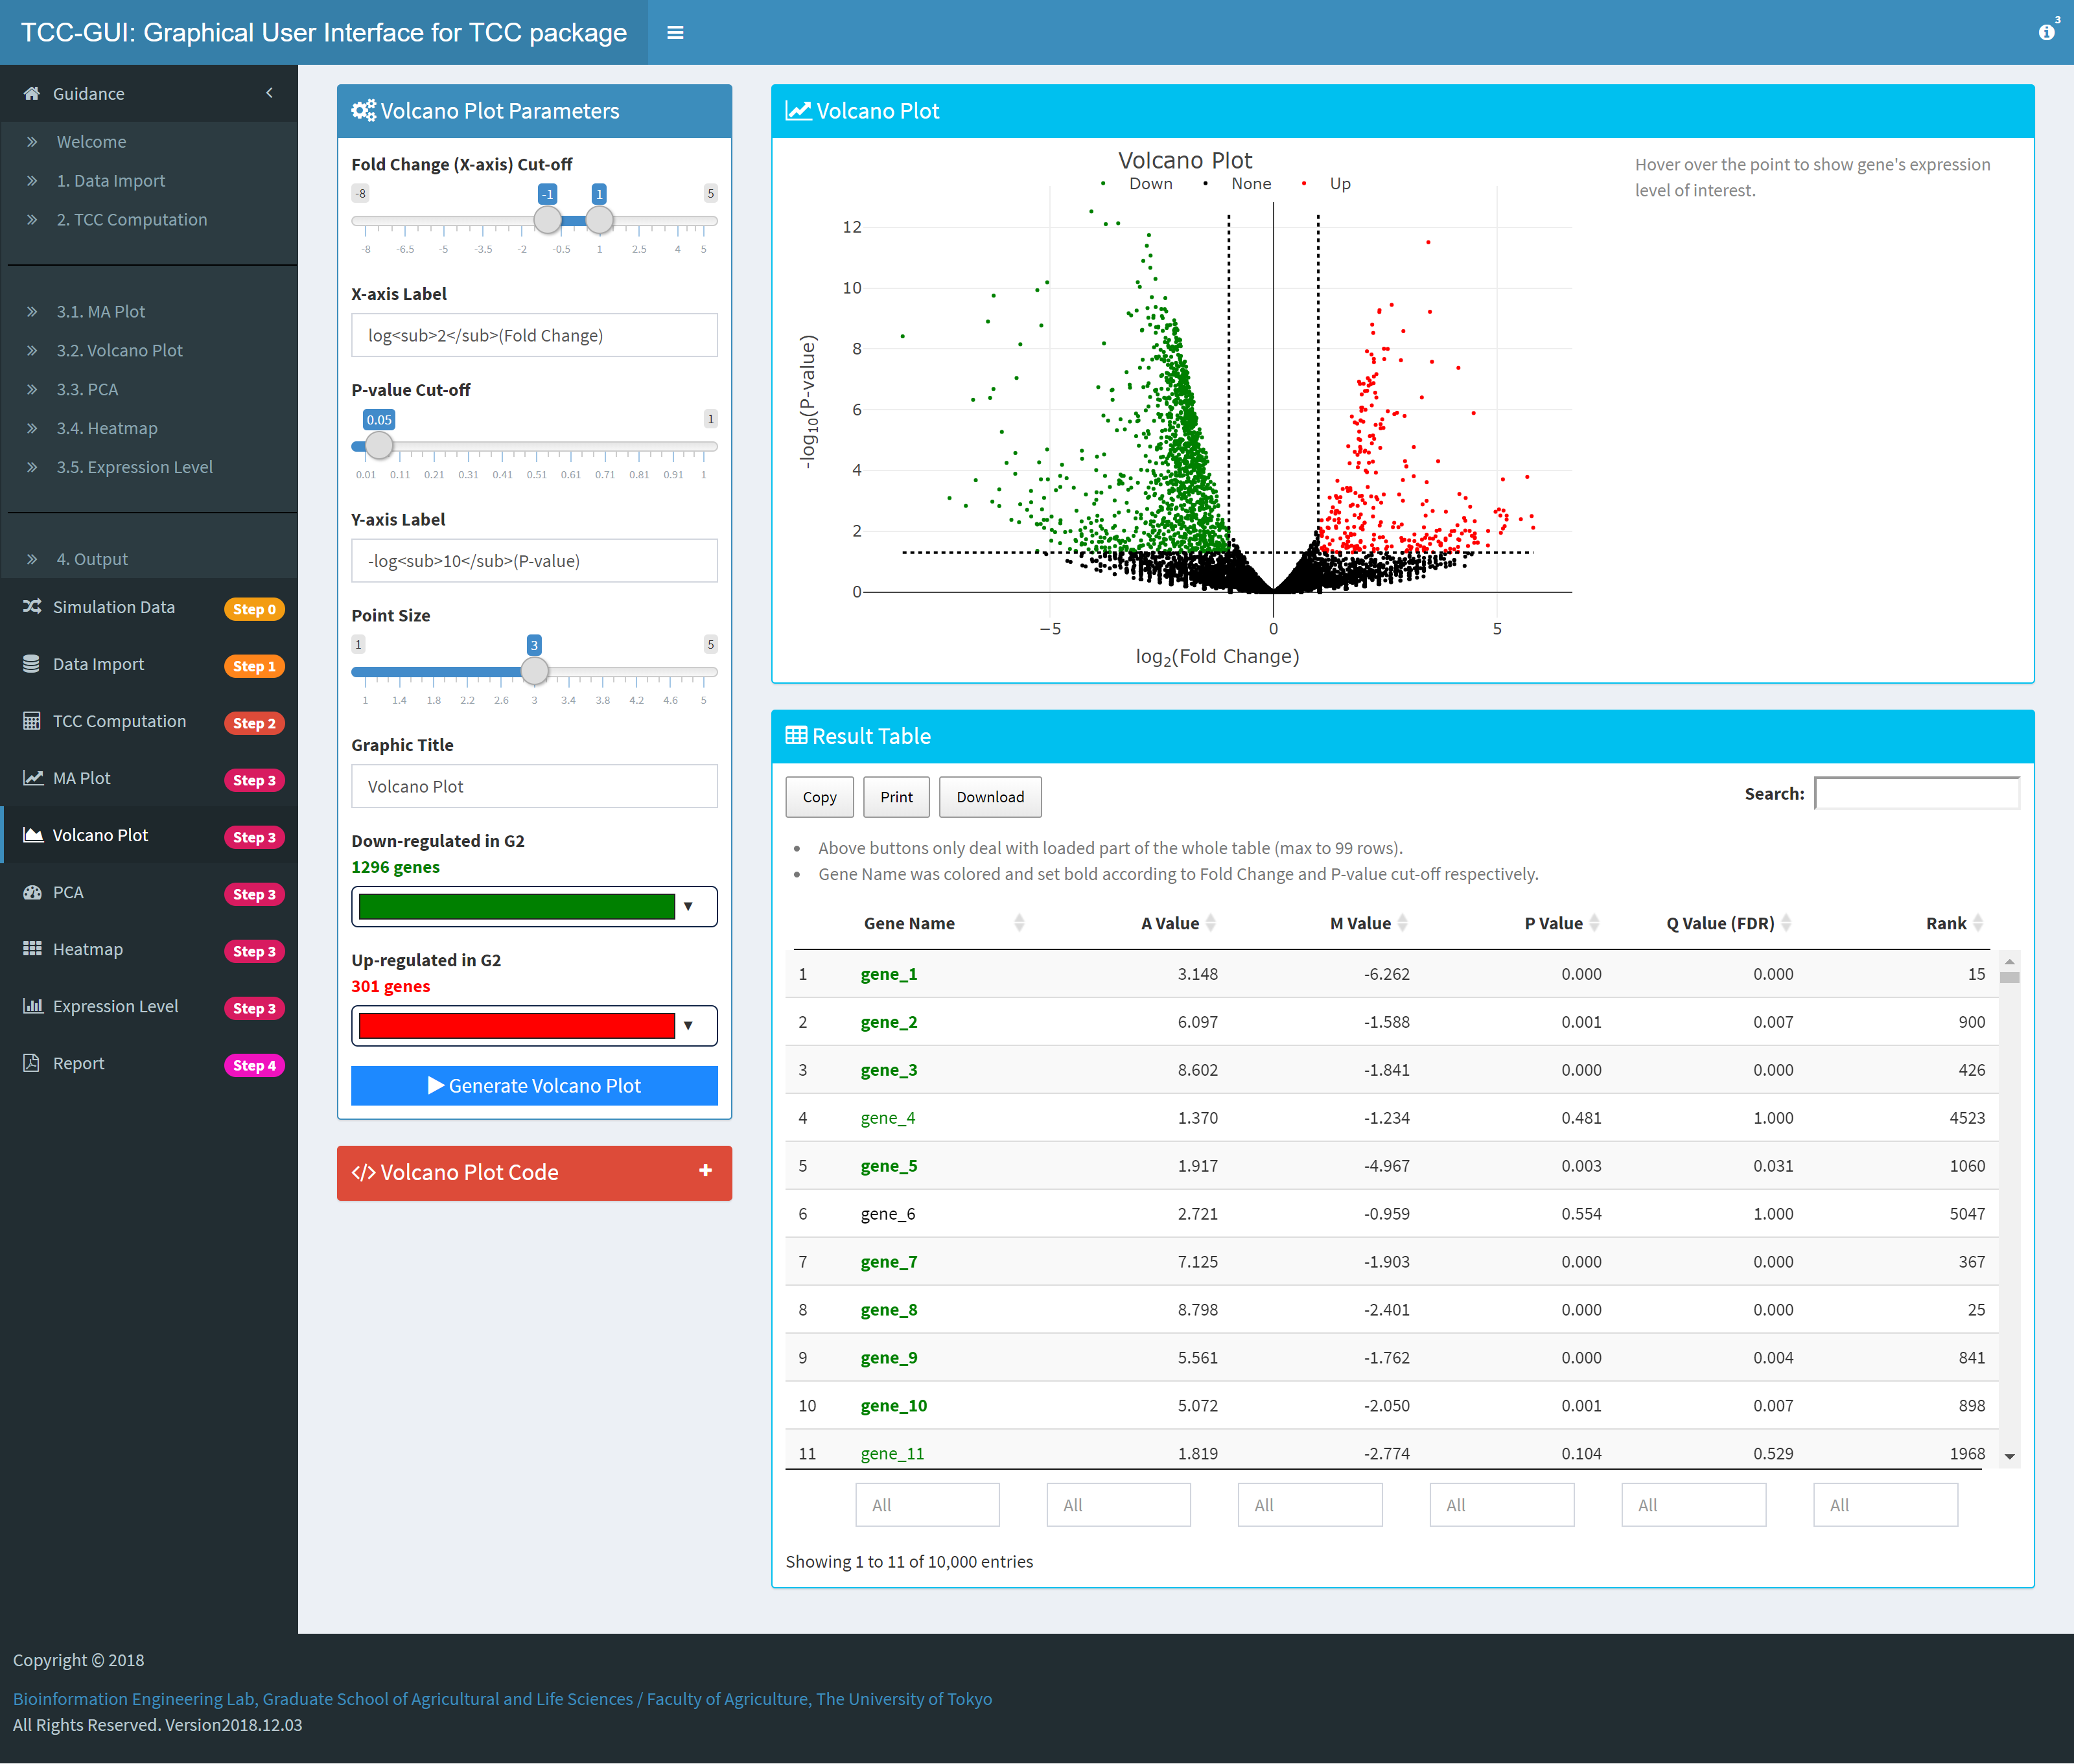 TCC-GUI: Graphical User Interface for TCC package
3
Guidance
Welcome
1. Data Import
2. TCC Computation
3.1. MA Plot
3.2. Volcano Plot
3.3. PCA
3.4. Heatmap
3.5. Expression Level
4. Output
Simulation Data Step 0
Data Import Step 1
TCC Computation Step 2
MA Plot Step 3
Volcano Plot Step 3
PCA Step 3
Heatmap Step 3
Expression Level Step 3
Report Step 4
Volcano Plot Parameters
Fold Change (X-axis) Cut-off
-8 -1 1 5
-8 -6.5 -5 -3.5 -2 -0.5 1 2.5 4 5
X-axis Label
log<sub>2</sub>(Fold Change)
P-value Cut-off
0.05 1
0.01 0.11 0.21 0.31 0.41 0.51 0.61 0.71 0.81 0.91 1
Y-axis Label
-log<sub>10</sub>(P-value)
Point Size
1 3 5
1 1.4 1.8 2.2 2.6 3 3.4 3.8 4.2 4.6 5
Graphic Title
Volcano Plot
Down-regulated in G2
1296 genes
Up-regulated in G2
301 genes
Generate Volcano Plot
</> Volcano Plot Code +
Volcano Plot
Volcano Plot
Down None Up
12
10
8
6
4
2
0
-log10(P-value)
−5 0 5
log2(Fold Change)
Hover over the point to show gene's expression
level of interest.
Result Table
Copy Print Download Search:
Above buttons only deal with loaded part of the whole table (max to 99 rows).
Gene Name was colored and set bold according to Fold Change and P-value cut-off respectively.
Gene Name A Value M Value P Value Q Value (FDR) Rank
1 gene_1 3.148 -6.262 0.000 0.000 15
2 gene_2 6.097 -1.588 0.001 0.007 900
3 gene_3 8.602 -1.841 0.000 0.000 426
4 gene_4 1.370 -1.234 0.481 1.000 4523
5 gene_5 1.917 -4.967 0.003 0.031 1060
6 gene_6 2.721 -0.959 0.554 1.000 5047
7 gene_7 7.125 -1.903 0.000 0.000 367
8 gene_8 8.798 -2.401 0.000 0.000 25
9 gene_9 5.561 -1.762 0.000 0.004 841
10 gene_10 5.072 -2.050 0.001 0.007 898
11 gene_11 1.819 -2.774 0.104 0.529 1968
All All All All All All
Showing 1 to 11 of 10,000 entries
Copyright © 2018
Bioinformation Engineering Lab, Graduate School of Agricultural and Life Sciences / Faculty of Agriculture, The University of Tokyo
All Rights Reserved. Version2018.12.03